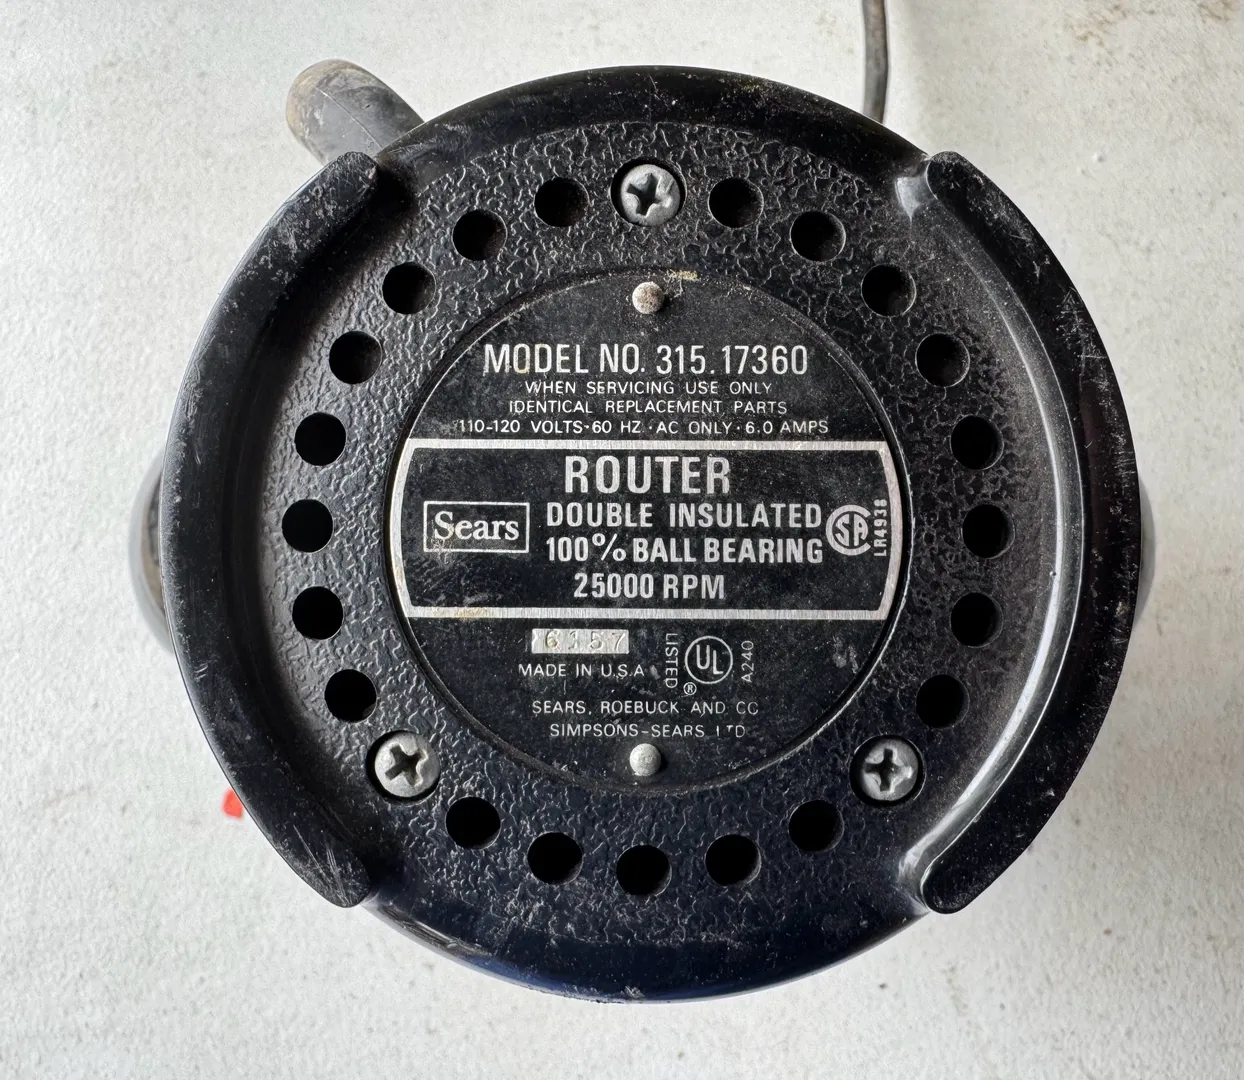 MODEL NO. 315.17360
WHEN SERVICING USE ONLY
IDENTICAL REPLACEMENT PARTS
110-120 VOLTS·60 HZ·AC ONLY·6.0 AMPS
ROUTER
Sears
DOUBLE INSULATED
100% BALL BEARING
25000 RPM
SA
LR4938
6157
MADE IN U.S.A
LISTED
UL
®
A240
SEARS, ROEBUCK AND CO
SIMPSONS-SEARS LTD